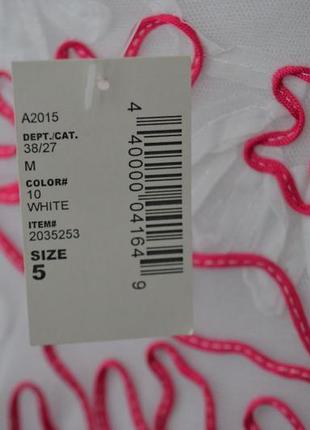 A2015
DEPT./CAT.
38/27
M
COLOR#
10
WHITE
ITEM#
2035253
SIZE
5
4 40000 04164 9